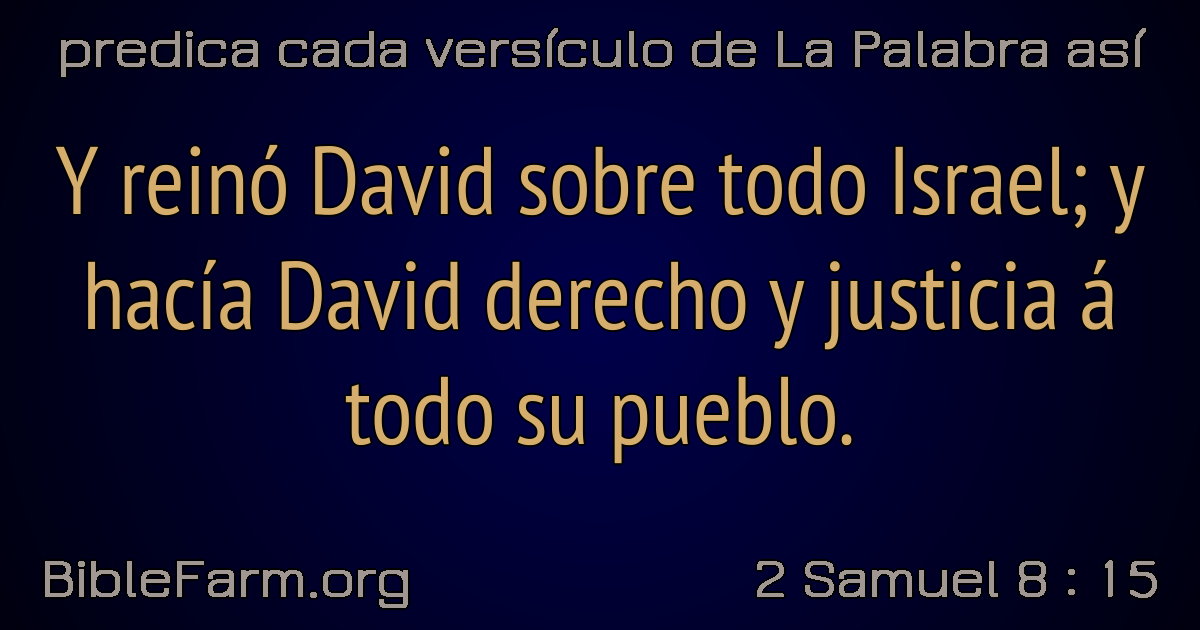 predica cada versículo de La Palabra así
Y reinó David sobre todo Israel; y
hacía David derecho y justicia á
todo su pueblo.
BibleFarm.org
2 Samuel 8 : 15